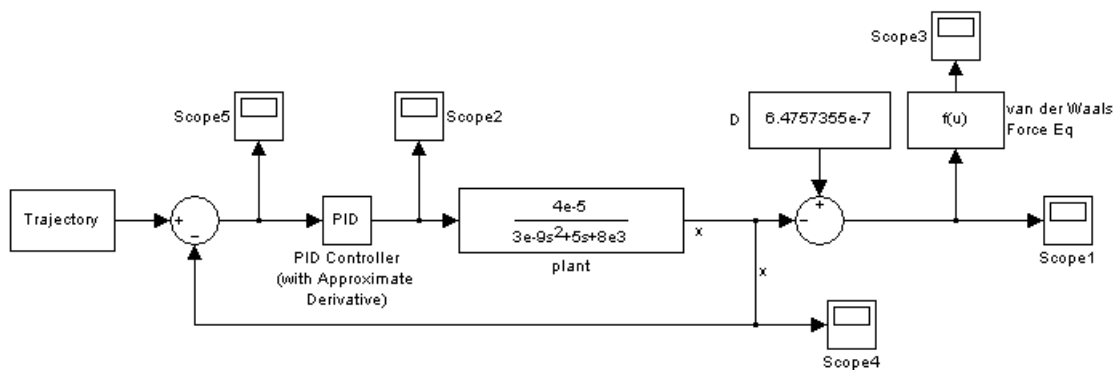 Scope3
Scope5
Scope2
D
6.4757355e-7
f(u)
van der Waals
Force Eq
Trajectory
+
−
PID
PID Controller
(with Approximate
Derivative)
4e-5
3e-9s²+5s+8e3
plant
x
−
+
Scope1
x
Scope4